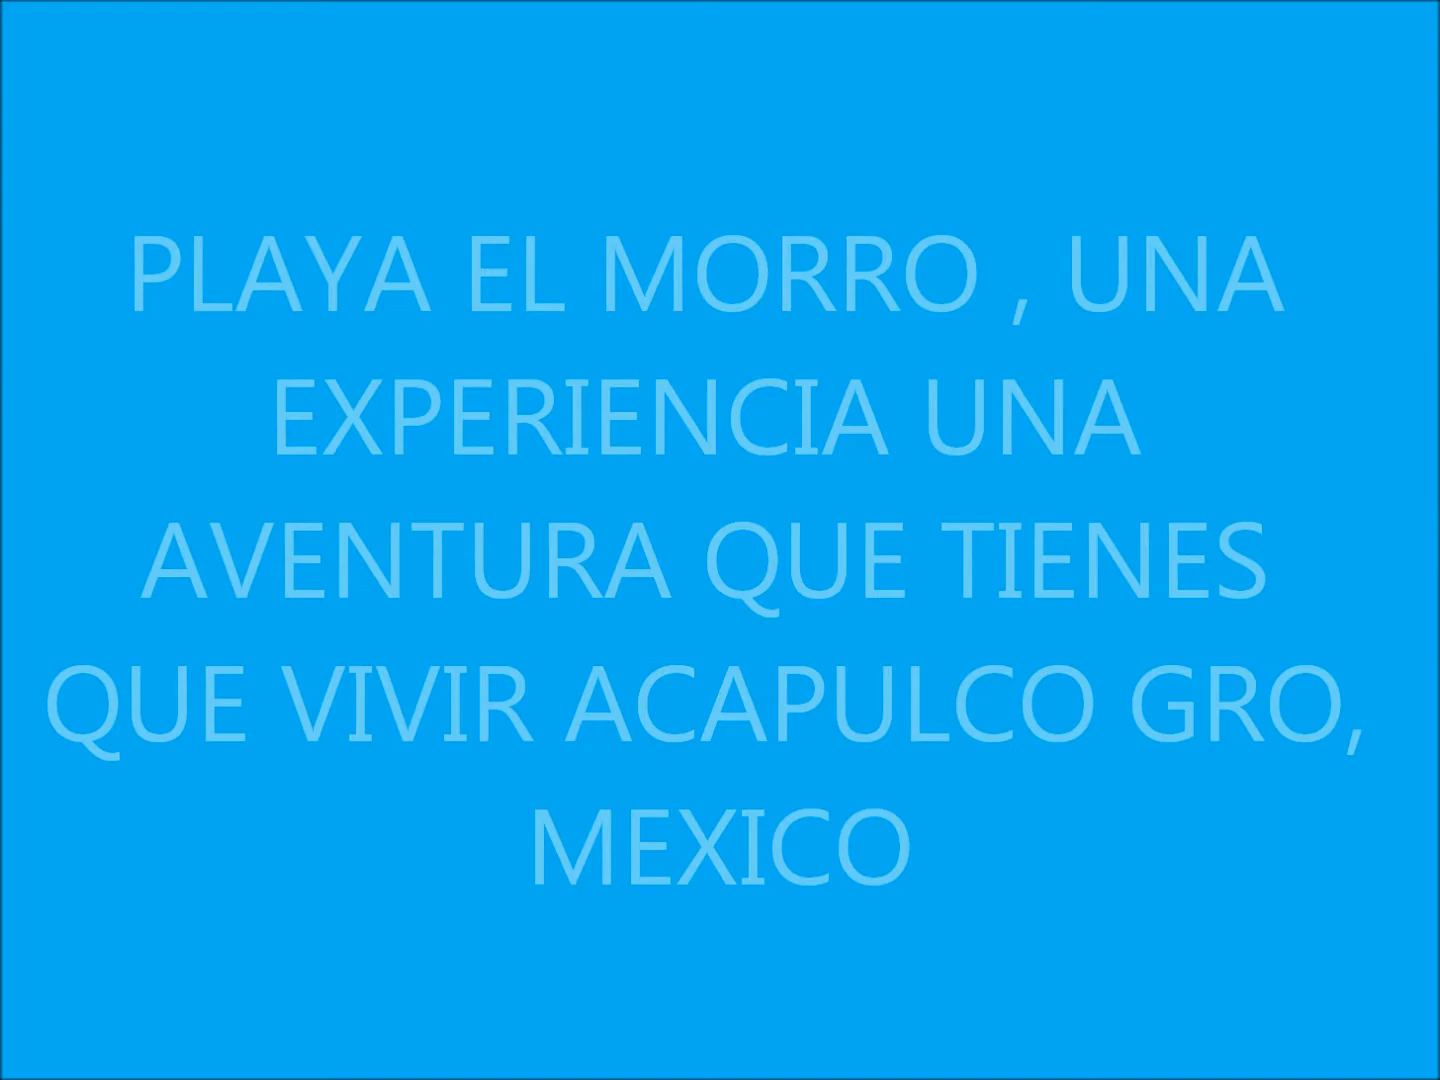 PLAYA EL MORRO , UNA
EXPERIENCIA UNA
AVENTURA QUE TIENES
QUE VIVIR ACAPULCO GRO,
MEXICO